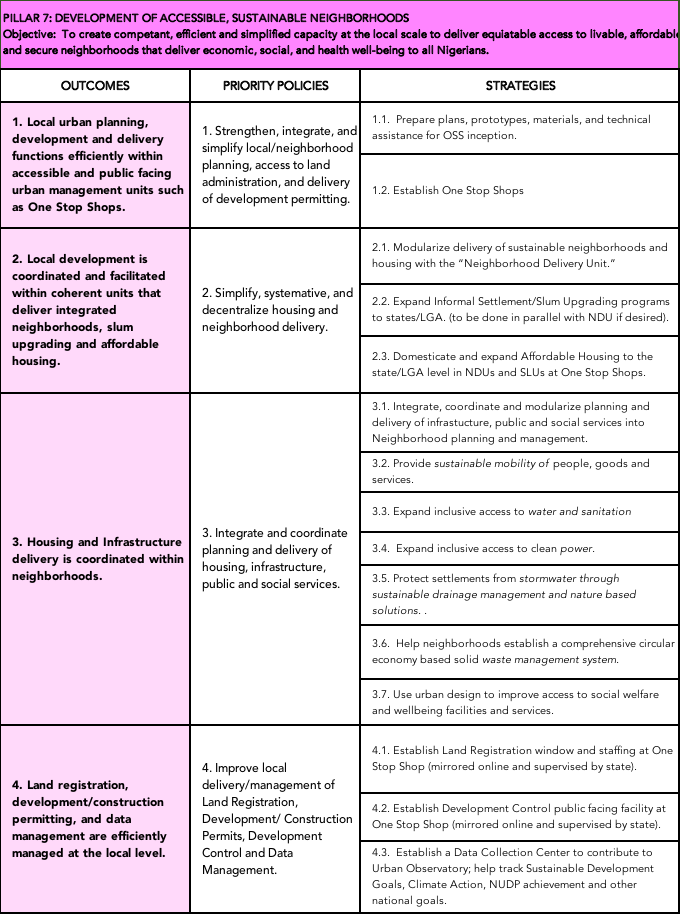 PILLAR 7: DEVELOPMENT OF ACCESSIBLE, SUSTAINABLE NEIGHBORHOODS
Objective: To create competant, efficient and simplified capacity at the local scale to deliver equiatable access to livable, affordable
and secure neighborhoods that deliver economic, social, and health well-being to all Nigerians.
OUTCOMES
PRIORITY POLICIES
STRATEGIES
1. Local urban planning,
development and delivery
functions efficiently within
accessible and public facing
urban management units such
as One Stop Shops.
1. Strengthen, integrate, and
simplify local/neighborhood
planning, access to land
administration, and delivery
of development permitting.
1.1. Prepare plans, prototypes, materials, and technical
assistance for OSS inception.
1.2. Establish One Stop Shops
2. Local development is
coordinated and facilitated
within coherent units that
deliver integrated
neighborhoods, slum
upgrading and affordable
housing.
2. Simplify, systemative, and
decentralize housing and
neighborhood delivery.
2.1. Modularize delivery of sustainable neighborhoods and
housing with the “Neighborhood Delivery Unit.”
2.2. Expand Informal Settlement/Slum Upgrading programs
to states/LGA. (to be done in parallel with NDU if desired).
2.3. Domesticate and expand Affordable Housing to the
state/LGA level in NDUs and SLUs at One Stop Shops.
3. Housing and Infrastructure
delivery is coordinated within
neighborhoods.
3. Integrate and coordinate
planning and delivery of
housing, infrastructure,
public and social services.
3.1. Integrate, coordinate and modularize planning and
delivery of infrastucture, public and social services into
Neighborhood planning and management.
3.2. Provide sustainable mobility of people, goods and
services.
3.3. Expand inclusive access to water and sanitation
3.4. Expand inclusive access to clean power.
3.5. Protect settlements from stormwater through
sustainable drainage management and nature based
solutions. .
3.6. Help neighborhoods establish a comprehensive circular
economy based solid waste management system.
3.7. Use urban design to improve access to social welfare
and wellbeing facilities and services.
4. Land registration,
development/construction
permitting, and data
management are efficiently
managed at the local level.
4. Improve local
delivery/management of
Land Registration,
Development/ Construction
Permits, Development
Control and Data
Management.
4.1. Establish Land Registration window and staffing at One
Stop Shop (mirrored online and supervised by state).
4.2. Establish Development Control public facing facility at
One Stop Shop (mirrored online and supervised by state).
4.3. Establish a Data Collection Center to contribute to
Urban Observatory; help track Sustainable Development
Goals, Climate Action, NUDP achievement and other
national goals.